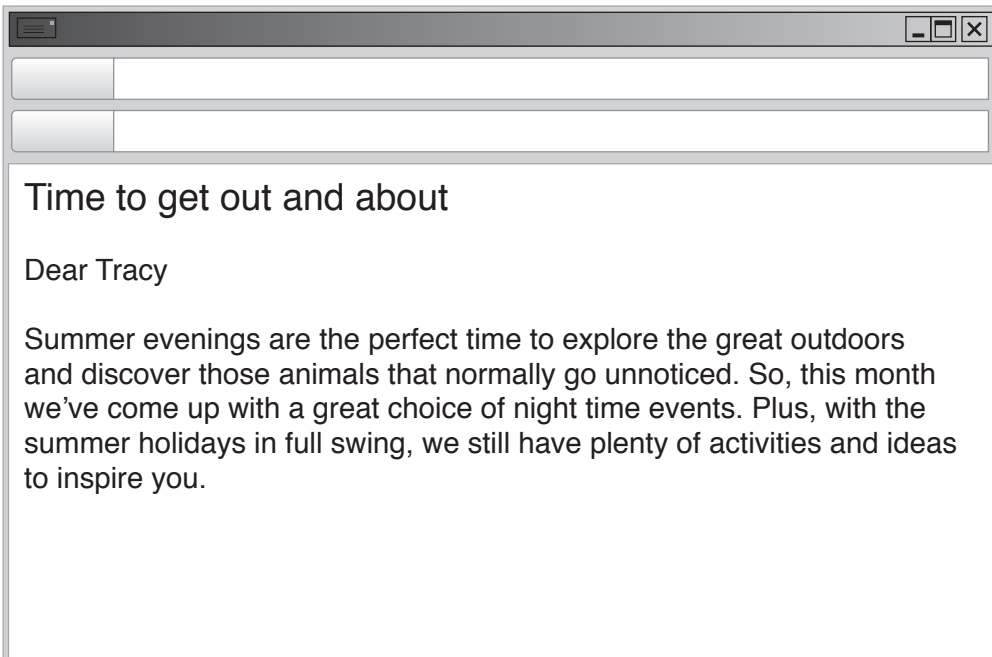 Time to get out and about
Dear Tracy
Summer evenings are the perfect time to explore the great outdoors
and discover those animals that normally go unnoticed. So, this month
we’ve come up with a great choice of night time events. Plus, with the
summer holidays in full swing, we still have plenty of activities and ideas
to inspire you.